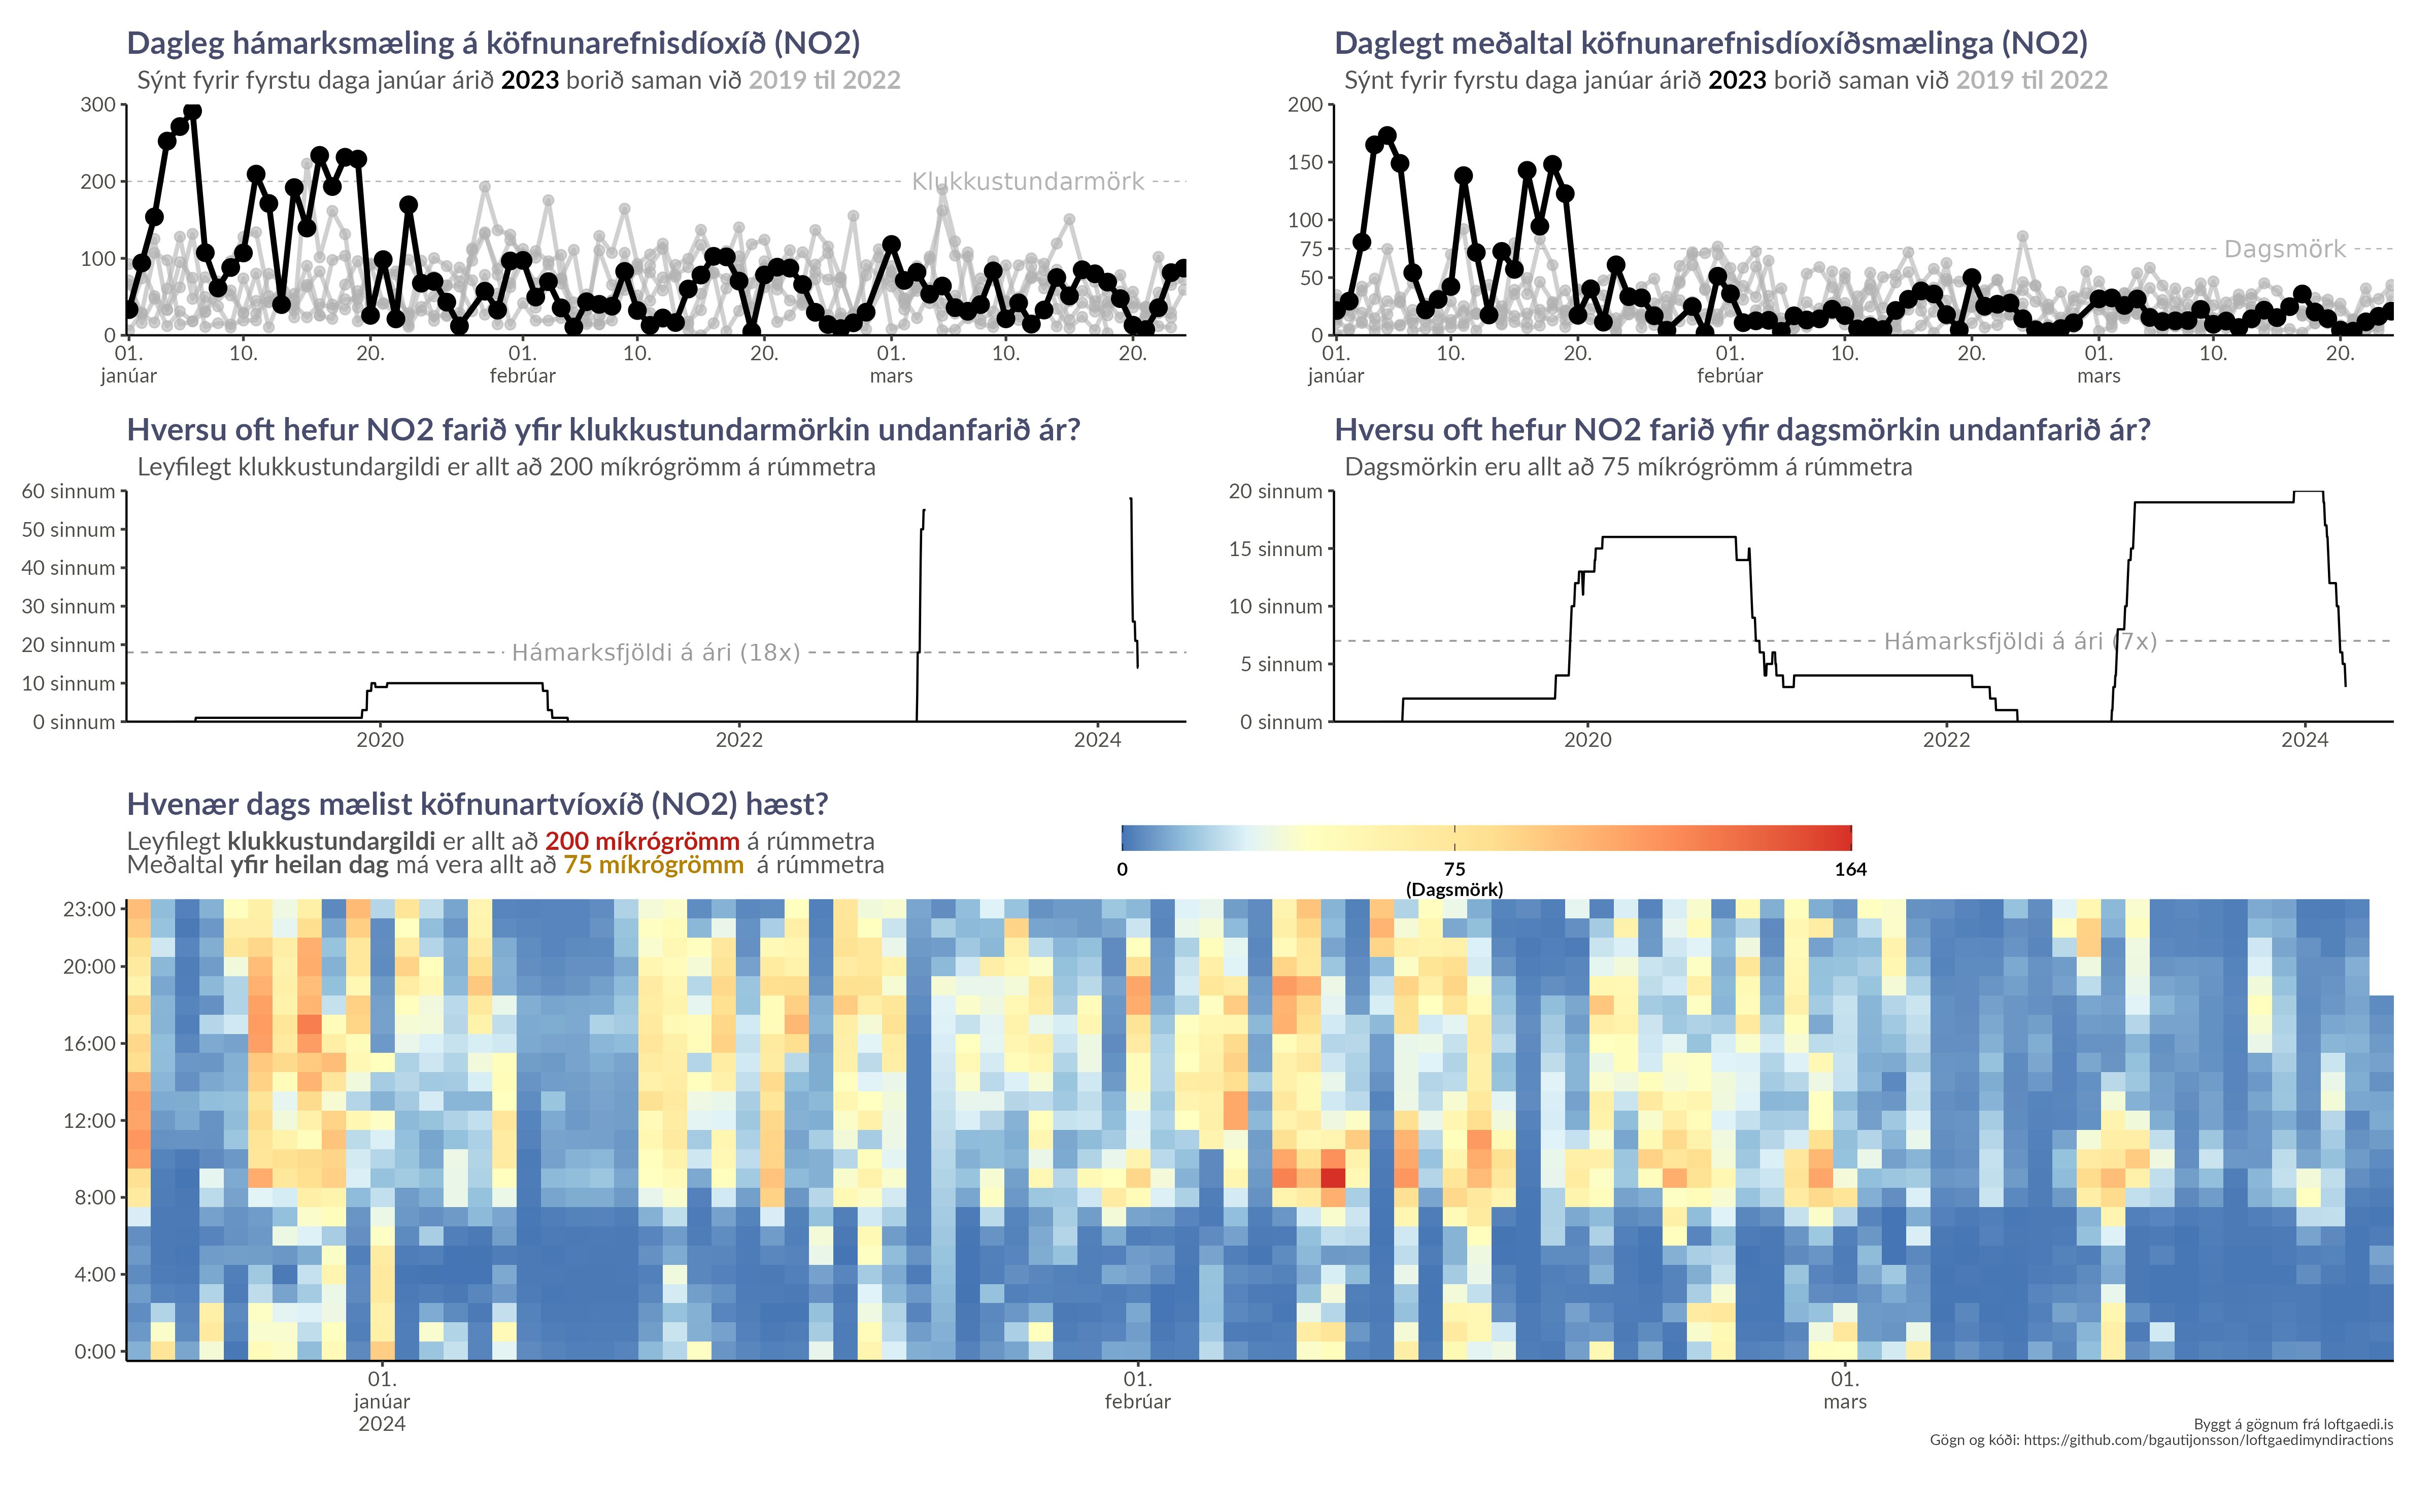 Dagleg hámarksmæling á köfnunarefnisdíoxíð (NO2)
Sýnt fyrir fyrstu daga janúar árið 2023 borið saman við 2019 til 2022
300
200
100
0
Klukkustundarmörk
01. 10. 20. 01. 10. 20. 01. 10. 20.
janúar febrúar mars
Daglegt meðaltal köfnunarefnisdíoxíðsmælinga (NO2)
Sýnt fyrir fyrstu daga janúar árið 2023 borið saman við 2019 til 2022
200
150
100
75
50
0
Dagsmörk
01. 10. 20. 01. 10. 20. 01. 10. 20.
janúar febrúar mars
Hversu oft hefur NO2 farið yfir klukkustundarmörkin undanfarið ár?
Leyfilegt klukkustundargildi er allt að 200 míkrógrömm á rúmmetra
60 sinnum
50 sinnum
40 sinnum
30 sinnum
20 sinnum
10 sinnum
0 sinnum
Hámarksfjöldi á ári (18x)
2020 2022 2024
Hversu oft hefur NO2 farið yfir dagsmörkin undanfarið ár?
Dagsmörkin eru allt að 75 míkrógrömm á rúmmetra
20 sinnum
15 sinnum
10 sinnum
5 sinnum
0 sinnum
Hámarksfjöldi á ári (7x)
2020 2022 2024
Hvenær dags mælist köfnunartvíoxíð (NO2) hæst?
Leyfilegt klukkustundargildi er allt að 200 míkrógrömm á rúmmetra
Meðaltal yfir heilan dag má vera allt að 75 míkrógrömm á rúmmetra
0 75 164
(Dagsmörk)
23:00
20:00
16:00
12:00
8:00
4:00
0:00
01. 01. 01.
janúar febrúar mars
2024
Byggt á gögnum frá loftgaedi.is
Gögn og kóði: https://github.com/bgautijonsson/loftgaedimyndiractions